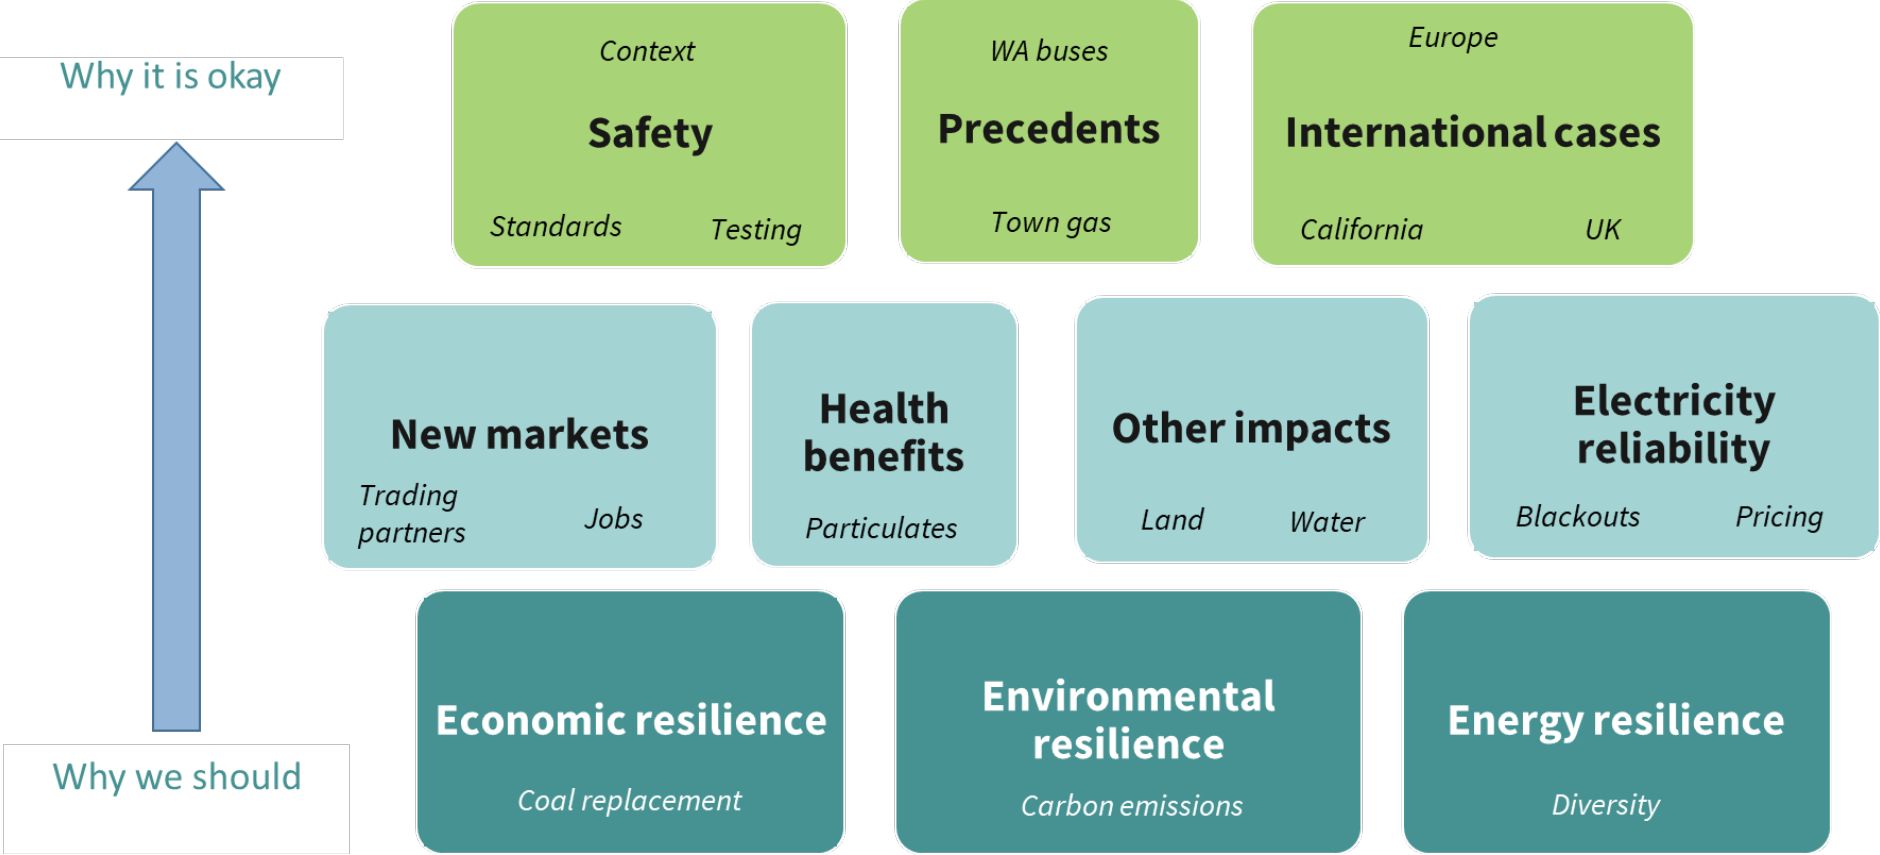 Why it is okay
Context
Safety
Standards
Testing
WA buses
Precedents
Town gas
Europe
International cases
California
UK
New markets
Trading
partners
Jobs
Health
benefits
Particulates
Other impacts
Land
Water
Electricity
reliability
Blackouts
Pricing
Why we should
Economic resilience
Coal replacement
Environmental
resilience
Carbon emissions
Energy resilience
Diversity